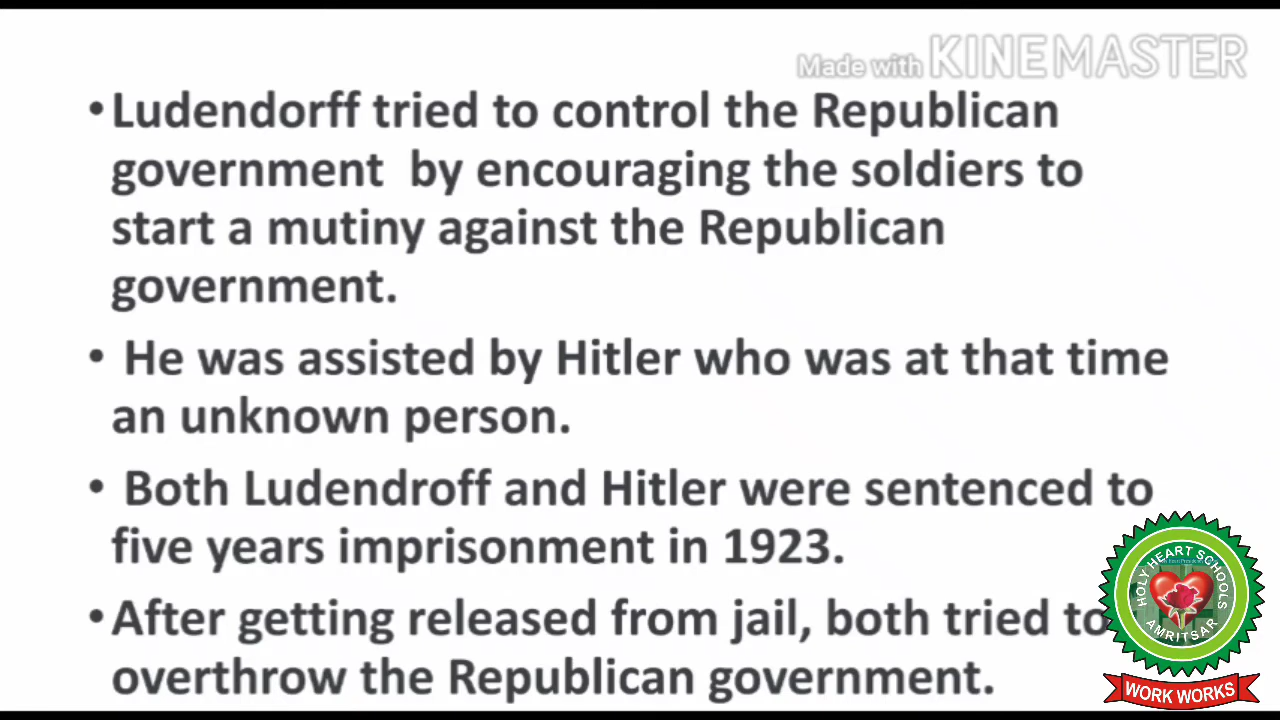 Made with KINEMASTER
•Ludendorff tried to control the Republican
government by encouraging the soldiers to
start a mutiny against the Republican
government.
• He was assisted by Hitler who was at that time
an unknown person.
• Both Ludendroff and Hitler were sentenced to
five years imprisonment in 1923.
•After getting released from jail, both tried to
overthrow the Republican government.
HOLY HEART SCHOOLS
AMRITSAR
WORK WORKS